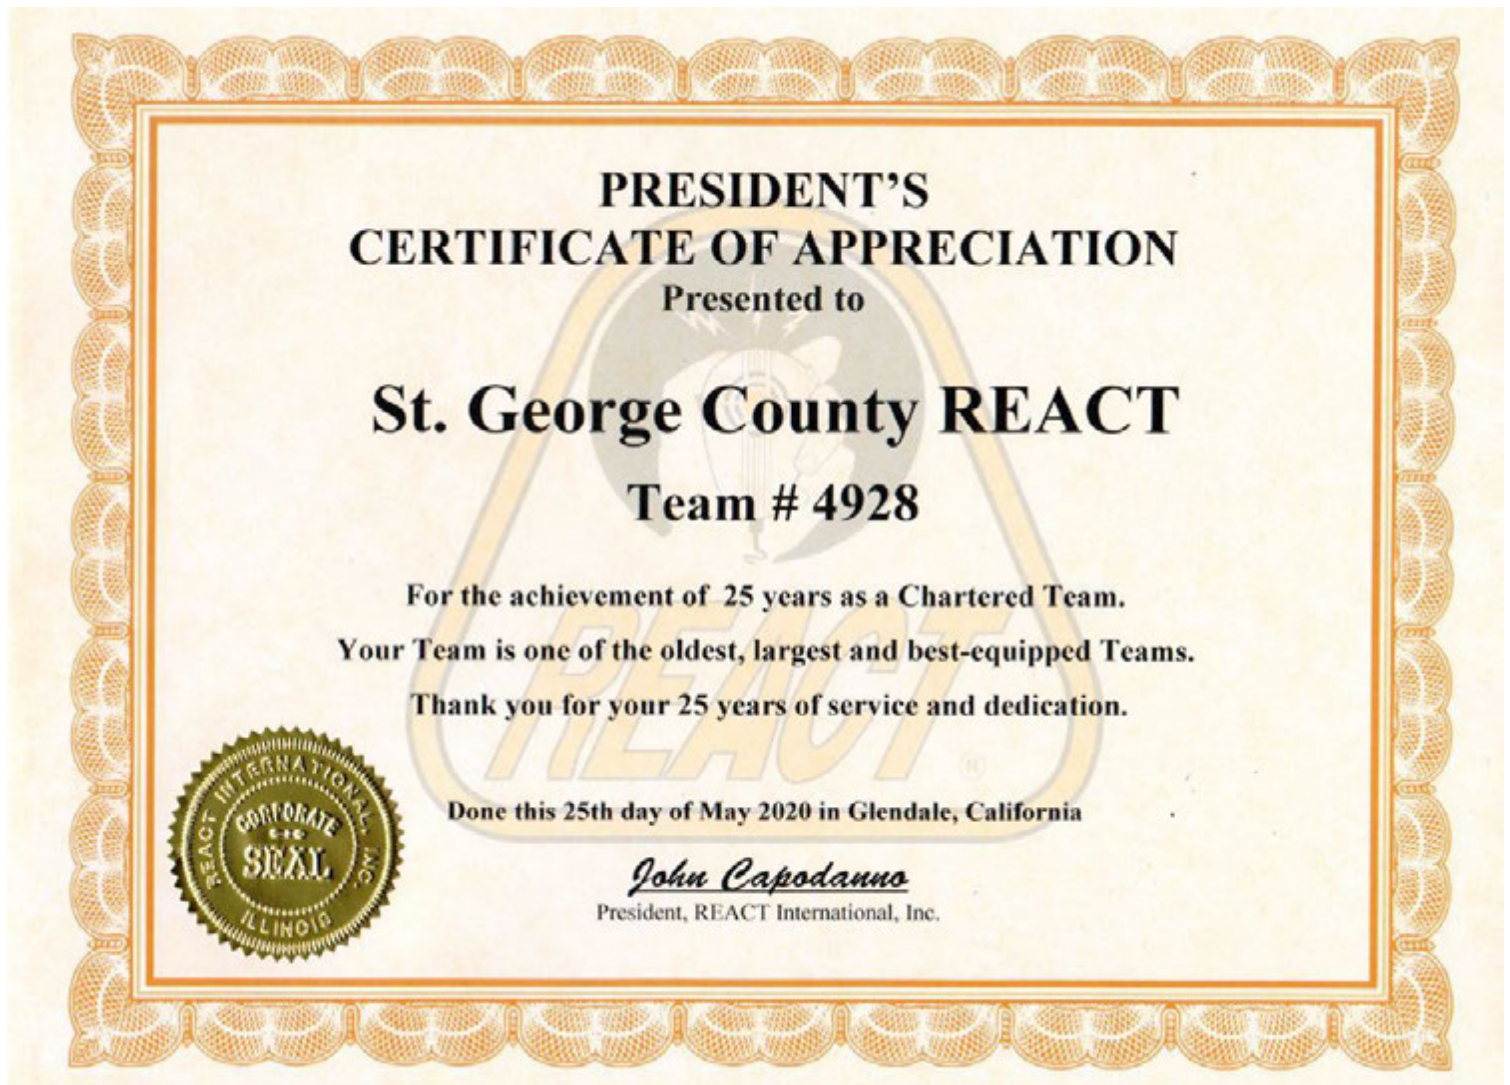 PRESIDENT'S
CERTIFICATE OF APPRECIATION
Presented to
St. George County REACT
Team # 4928
For the achievement of 25 years as a Chartered Team.
Your Team is one of the oldest, largest and best-equipped Teams.
Thank you for your 25 years of service and dedication.
REACT
®
Done this 25th day of May 2020 in Glendale, California
John Capodanno
President, REACT International, Inc.
REACT INTERNATIONAL, INC.
CORPORATE
SEAL
ILLINOIS